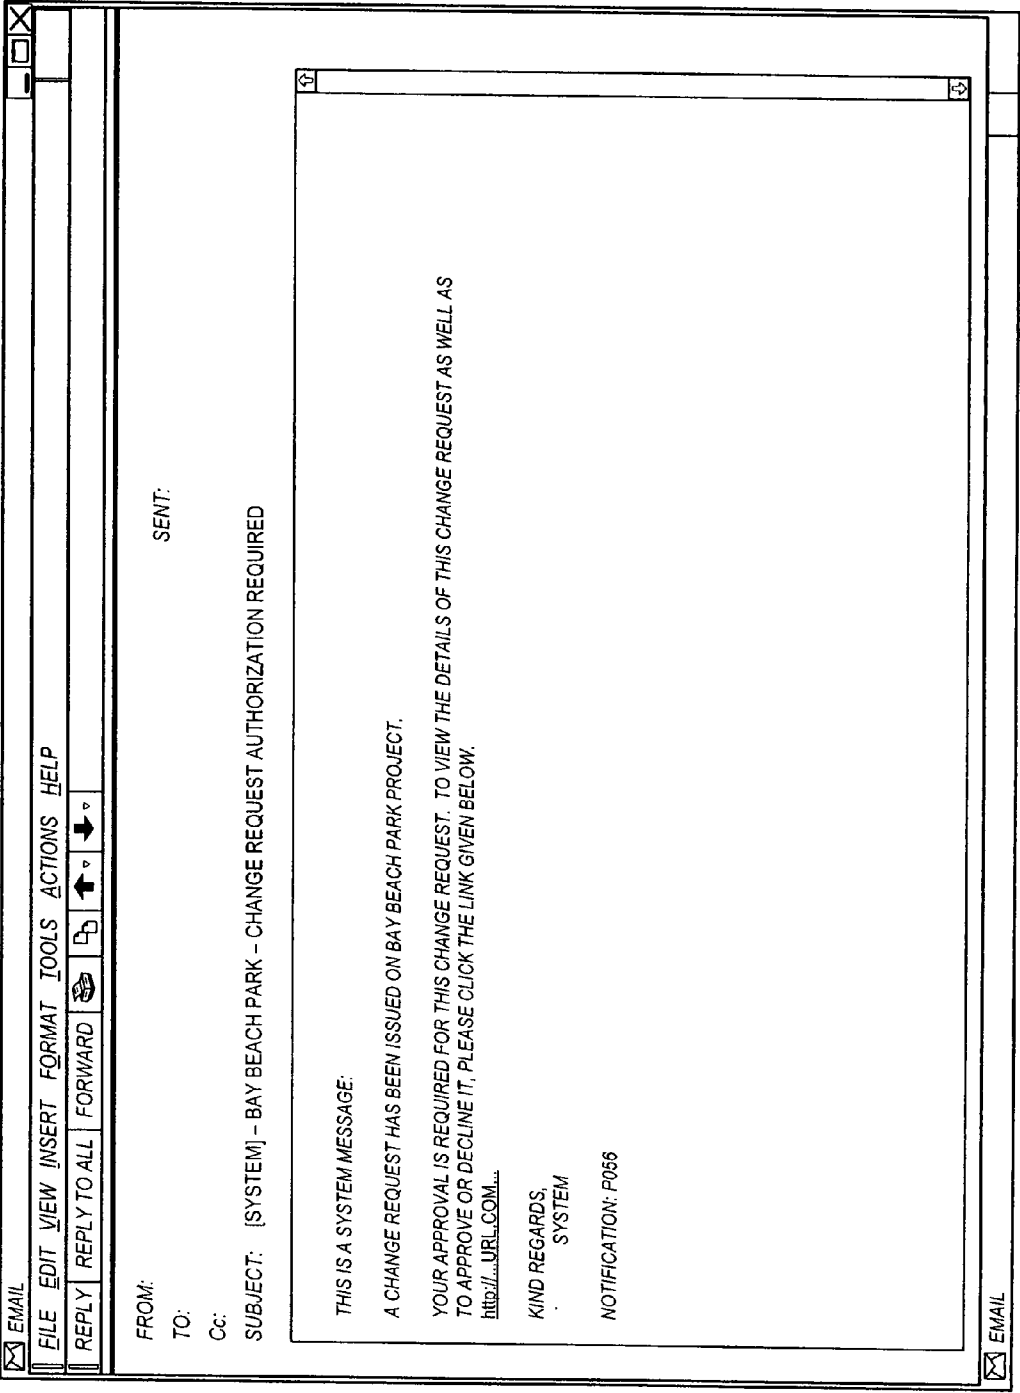 EMAIL
FILE EDIT VIEW INSERT FORMAT TOOLS ACTIONS HELP
REPLY REPLY TO ALL FORWARD
FROM:
SENT:
TO:
Cc:
SUBJECT: [SYSTEM] – BAY BEACH PARK – CHANGE REQUEST AUTHORIZATION REQUIRED
THIS IS A SYSTEM MESSAGE:
A CHANGE REQUEST HAS BEEN ISSUED ON BAY BEACH PARK PROJECT.
YOUR APPROVAL IS REQUIRED FOR THIS CHANGE REQUEST. TO VIEW THE DETAILS OF THIS CHANGE REQUEST AS WELL AS
TO APPROVE OR DECLINE IT, PLEASE CLICK THE LINK GIVEN BELOW.
http://...URL.COM...
KIND REGARDS,
SYSTEM
NOTIFICATION: P056
EMAIL